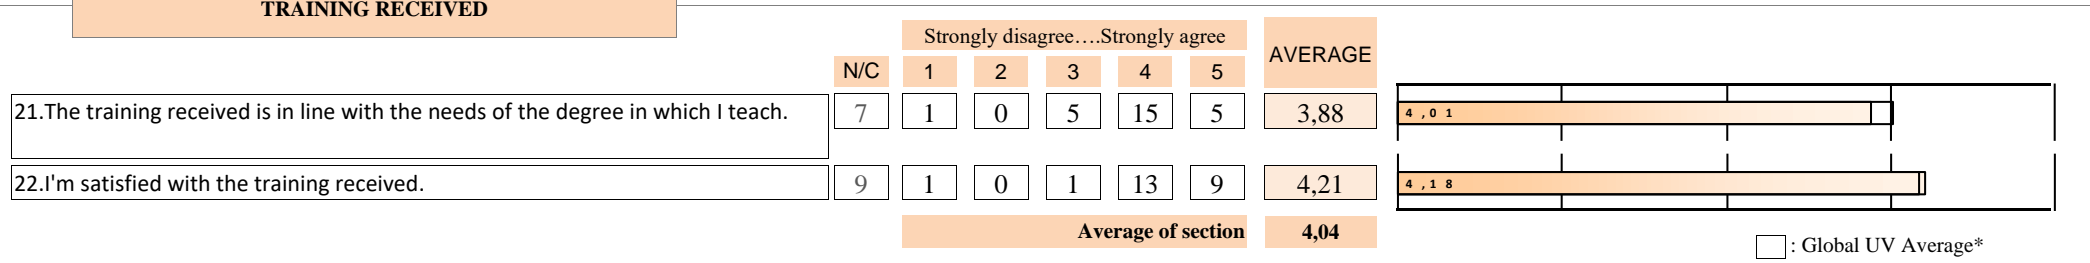 TRAINING RECEIVED
Strongly disagree….Strongly agree
AVERAGE
N/C 1 2 3 4 5
21.The training received is in line with the needs of the degree in which I teach. 7 1 0 5 15 5 3,88 4,01
22.I'm satisfied with the training received. 9 1 0 1 13 9 4,21 4,18
Average of section 4,04
: Global UV Average*